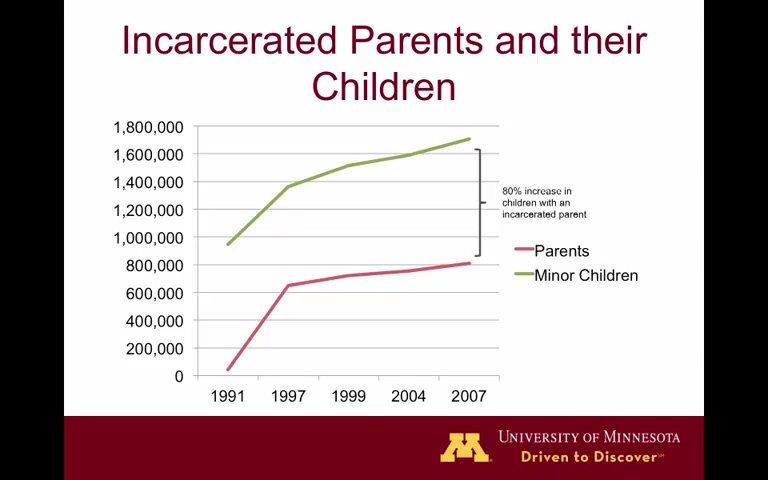 Incarcerated Parents and their
Children
1,800,000
1,600,000
1,400,000
1,200,000
1,000,000
800,000
600,000
400,000
200,000
0
1991 1997 1999 2004 2007
80% increase in
children with an
incarcerated parent
Parents
Minor Children
UNIVERSITY OF MINNESOTA
Driven to Discover